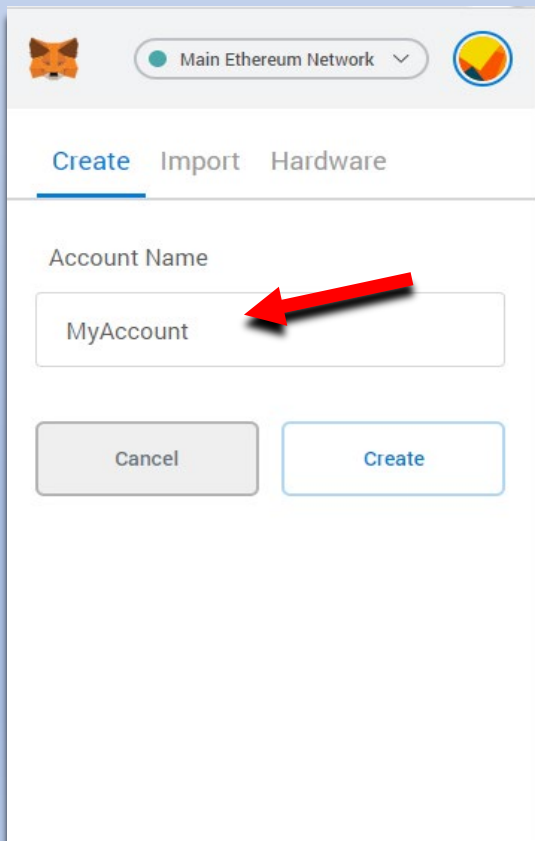 Main Ethereum Network
Create Import Hardware
Account Name
MyAccount
Cancel Create